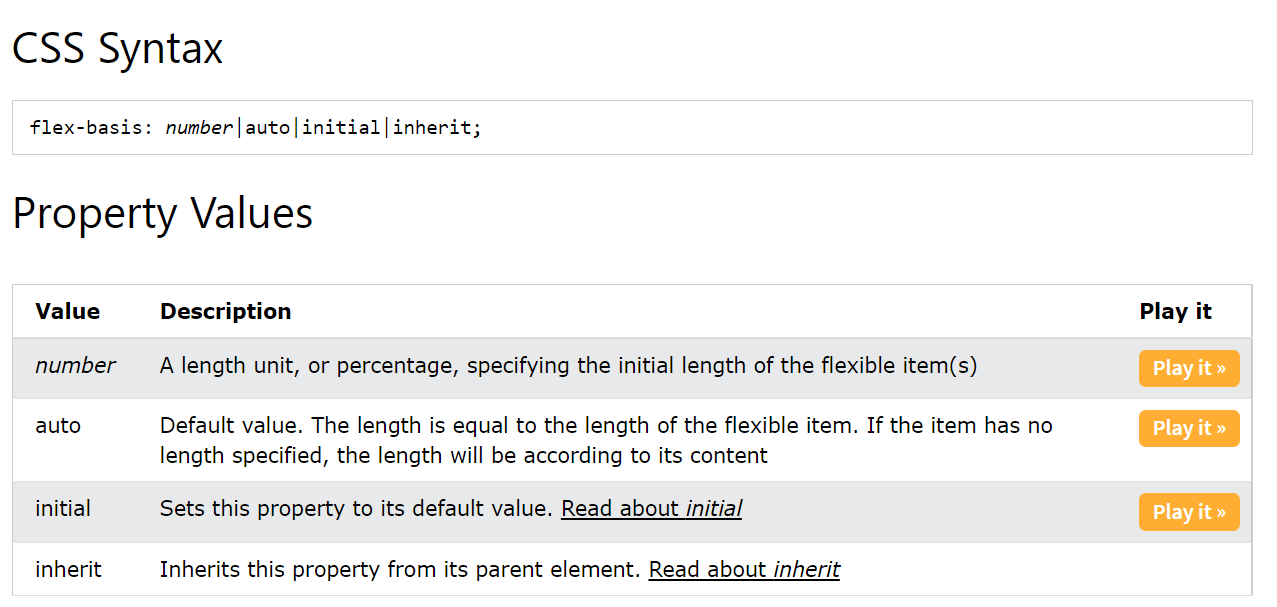 CSS Syntax
flex-basis: number|auto|initial|inherit;
Property Values
Value Description Play it
number A length unit, or percentage, specifying the initial length of the flexible item(s) Play it »
auto Default value. The length is equal to the length of the flexible item. If the item has no Play it »
length specified, the length will be according to its content
initial Sets this property to its default value. Read about initial Play it »
inherit Inherits this property from its parent element. Read about inherit